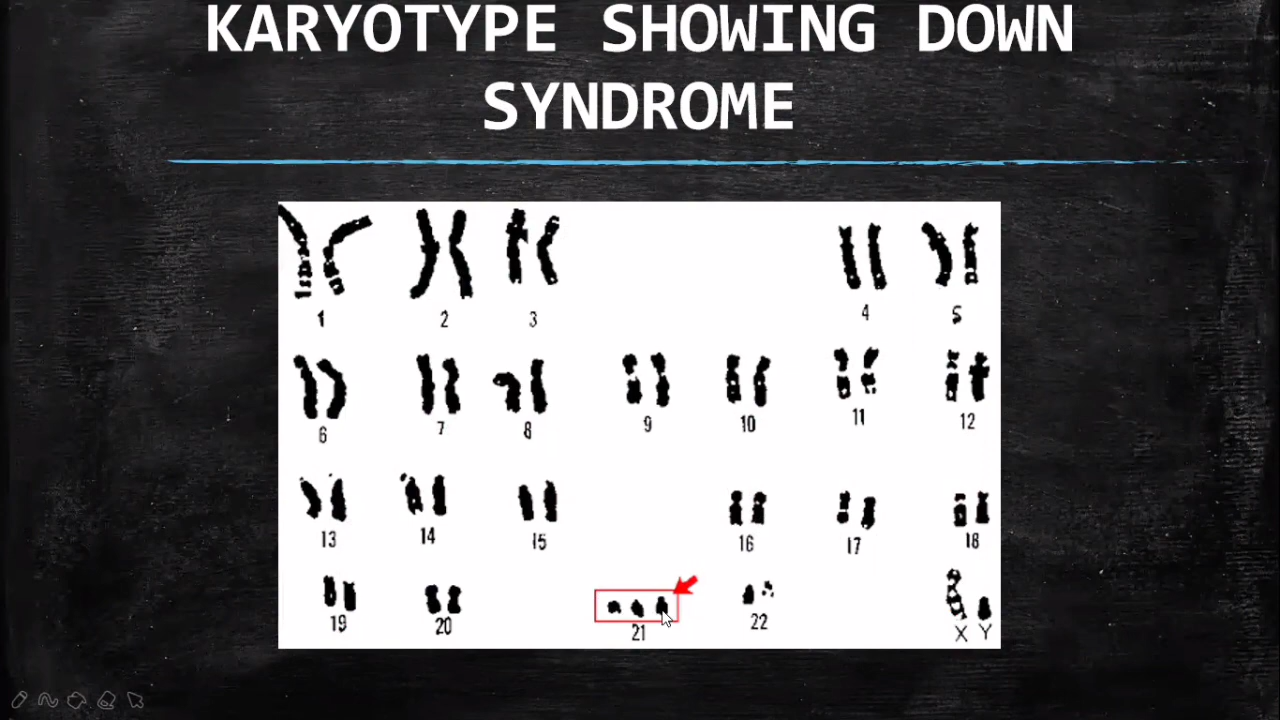 KARYOTYPE SHOWING DOWN
SYNDROME
1 2 3 4 5
6 7 8 9 10 11 12
13 14 15 16 17 18
19 20 21 22 X Y